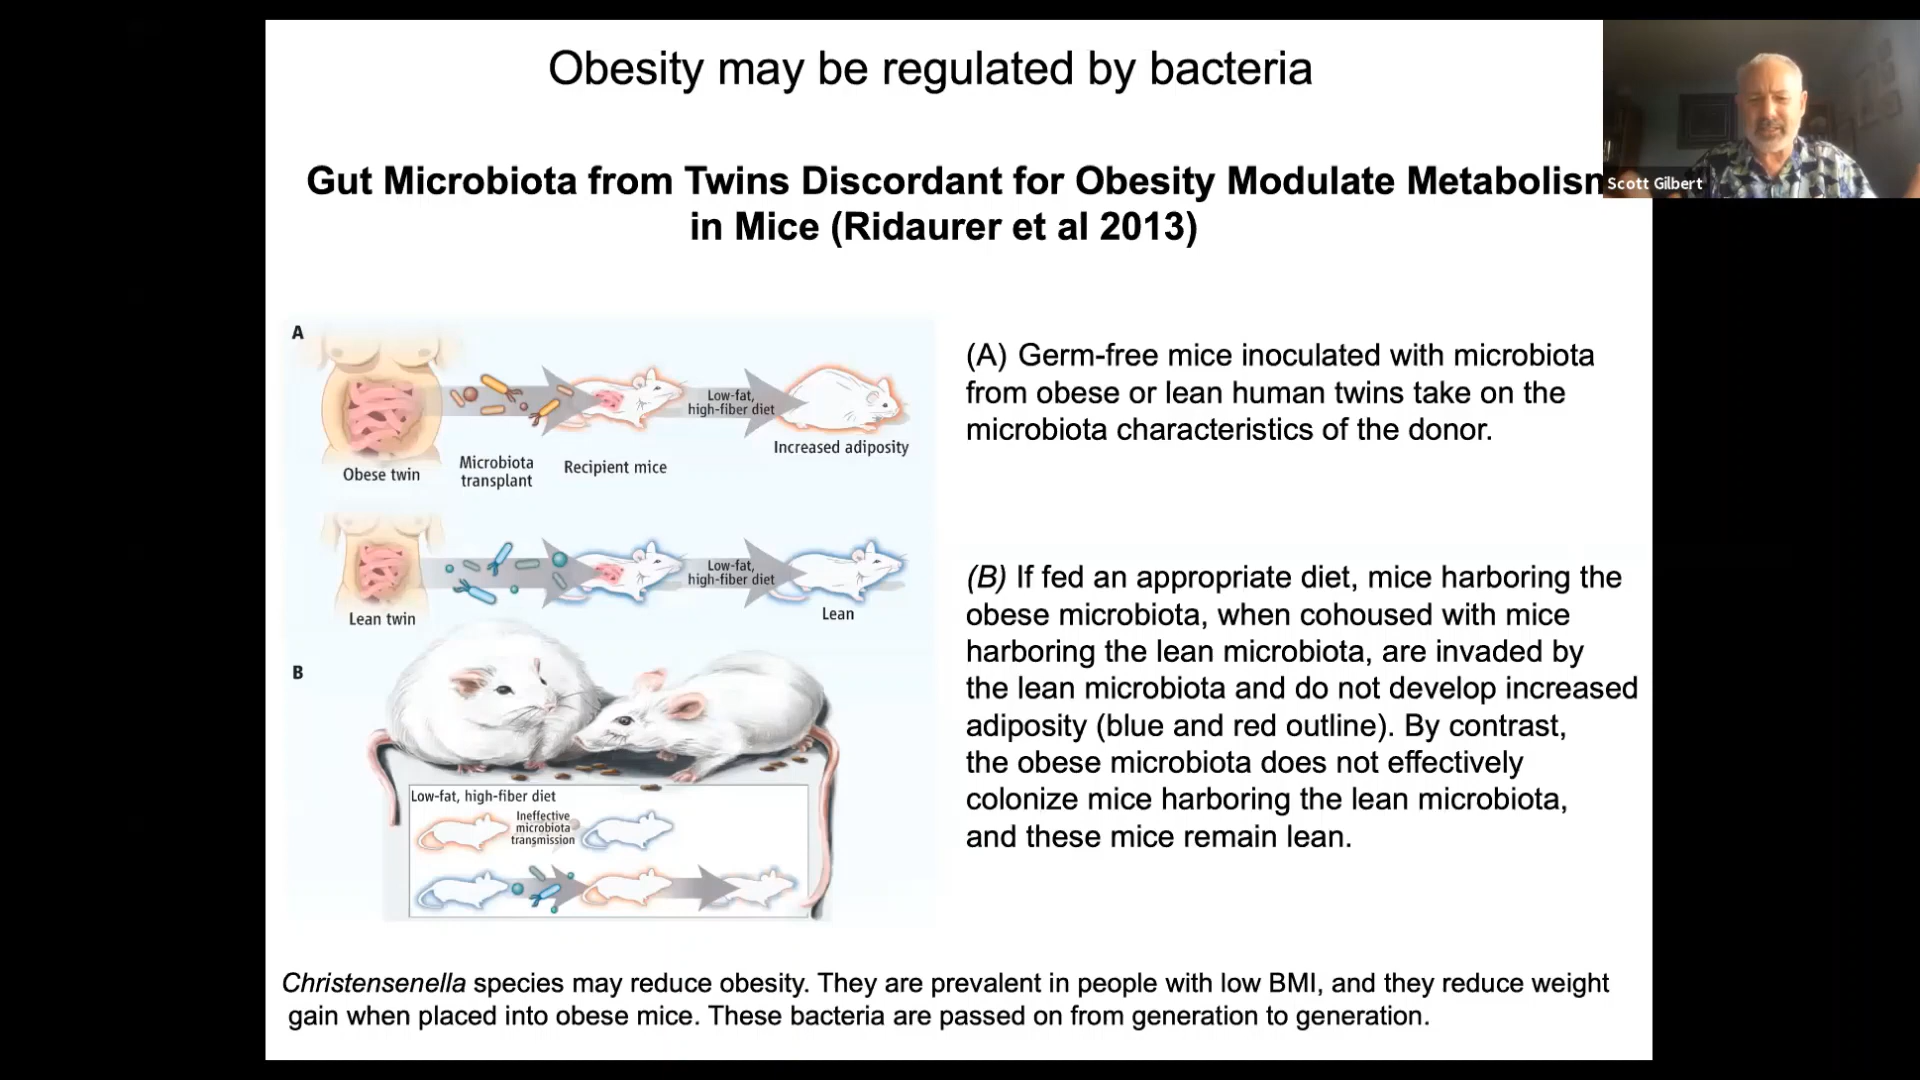 Obesity may be regulated by bacteria
Gut Microbiota from Twins Discordant for Obesity Modulate Metabolism
in Mice (Ridaurer et al 2013)
Scott Gilbert
A
Obese twin
Microbiota
transplant
Recipient mice
Low-fat,
high-fiber diet
Increased adiposity
Lean twin
Low-fat,
high-fiber diet
Lean
B
Low-fat, high-fiber diet
Ineffective
microbiota
transmission
(A) Germ-free mice inoculated with microbiota
from obese or lean human twins take on the
microbiota characteristics of the donor.
(B) If fed an appropriate diet, mice harboring the
obese microbiota, when cohoused with mice
harboring the lean microbiota, are invaded by
the lean microbiota and do not develop increased
adiposity (blue and red outline). By contrast,
the obese microbiota does not effectively
colonize mice harboring the lean microbiota,
and these mice remain lean.
Christensenella species may reduce obesity. They are prevalent in people with low BMI, and they reduce weight
gain when placed into obese mice. These bacteria are passed on from generation to generation.